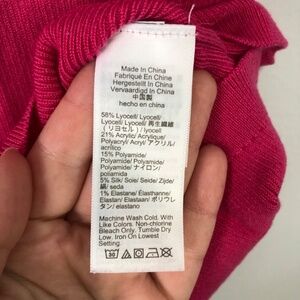 Made In China
Fabriqué En Chine
Hergestellt In China
Vervaardigd In China
中国製
hecho en china
58% Lyocell/ Lyocell/
Lyocell/ Lyocell/ 再生繊維
( リヨセル ) /lyocell
21% Acrylic/ Acrylique/
Polyacryl/ Acryl/ アクリル/
acrílico
15% Polyamide/
Polyamide/ Polyamid/
Polyamide/ ナイロン/
poliamida
5% Silk/ Soie/ Seide/ Zijde/
絹/ seda
1% Elastane/ Élasthanne/
Elastan/ Elastaan/ ポリウレ
タン/ elastano
Machine Wash Cold. With
Like Colors. Non-chlorine
Bleach Only. Tumble Dry
Low. Iron On Lowest
Setting.
30